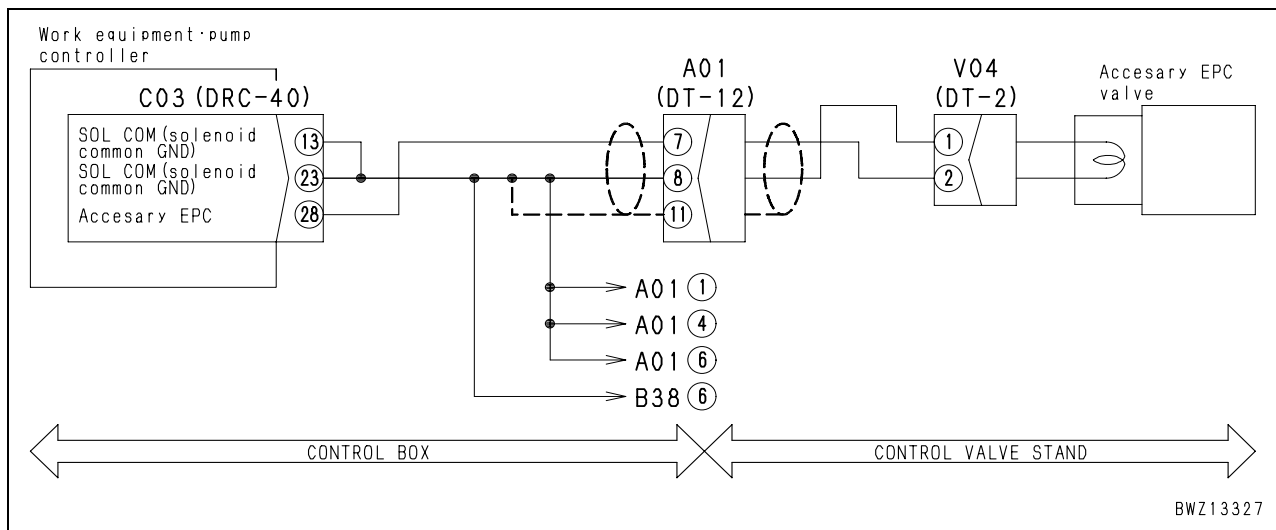 Work equipment·pump
controller
C03 (DRC-40)
SOL COM (solenoid
common GND)
SOL COM (solenoid
common GND)
Accesary EPC
13
23
28
A01
(DT-12)
7
8
11
V04
(DT-2)
1
2
Accesary EPC
valve
A01 1
A01 4
A01 6
B38 6
CONTROL BOX
CONTROL VALVE STAND
BWZ13327